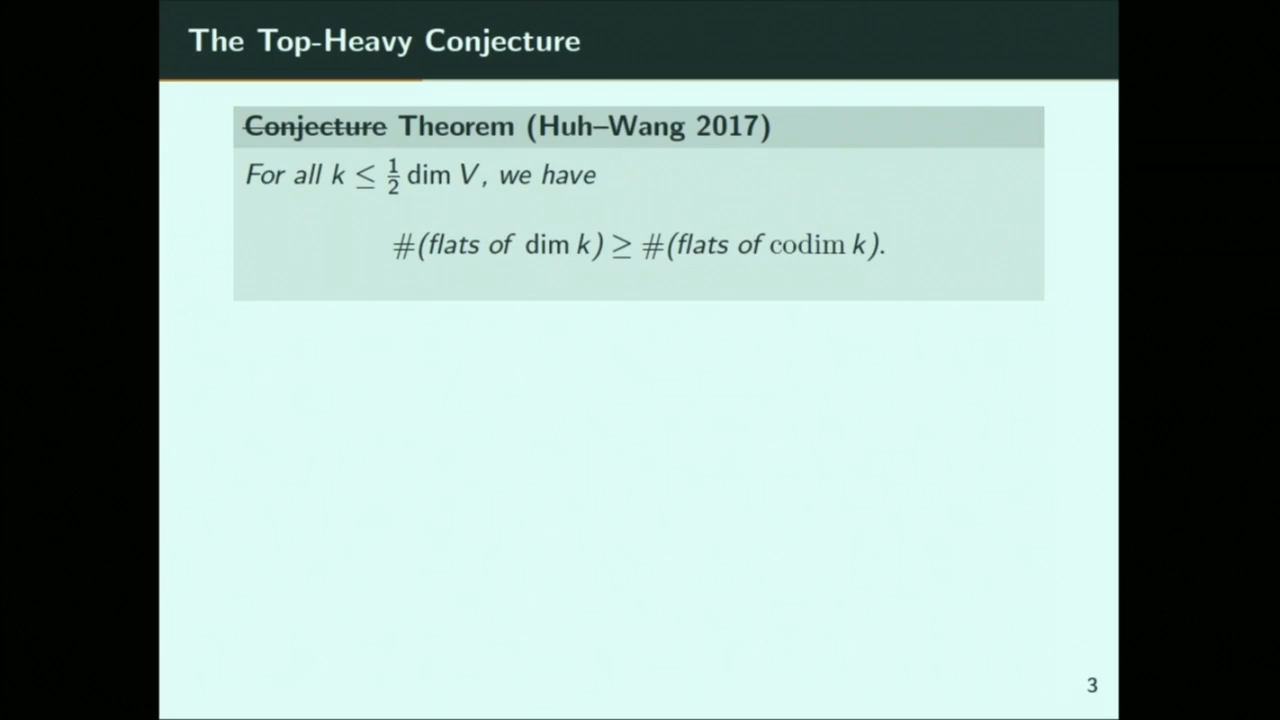 The Top-Heavy Conjecture
~~Conjecture~~ Theorem (Huh–Wang 2017)
For all k ≤ ½ dim V, we have
#(flats of dim k) ≥ #(flats of codim k).
3